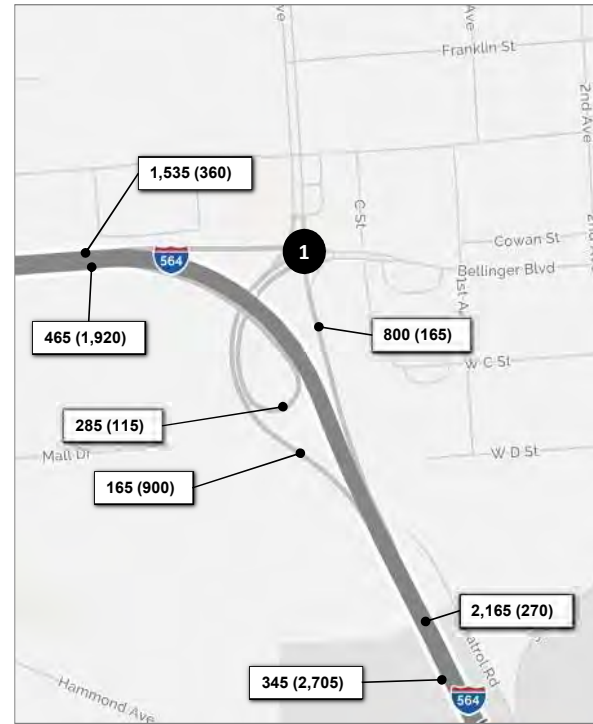 ve
Ave
Franklin St
2nd Ave
1,535 (360)
C St
1
Cowan St
564
Bellinger Blvd
1st A
465 (1,920)
800 (165)
W C St
285 (115)
Mall Dr
W D St
165 (900)
2,165 (270)
atrol Rd
345 (2,705)
564
Hammond Ave